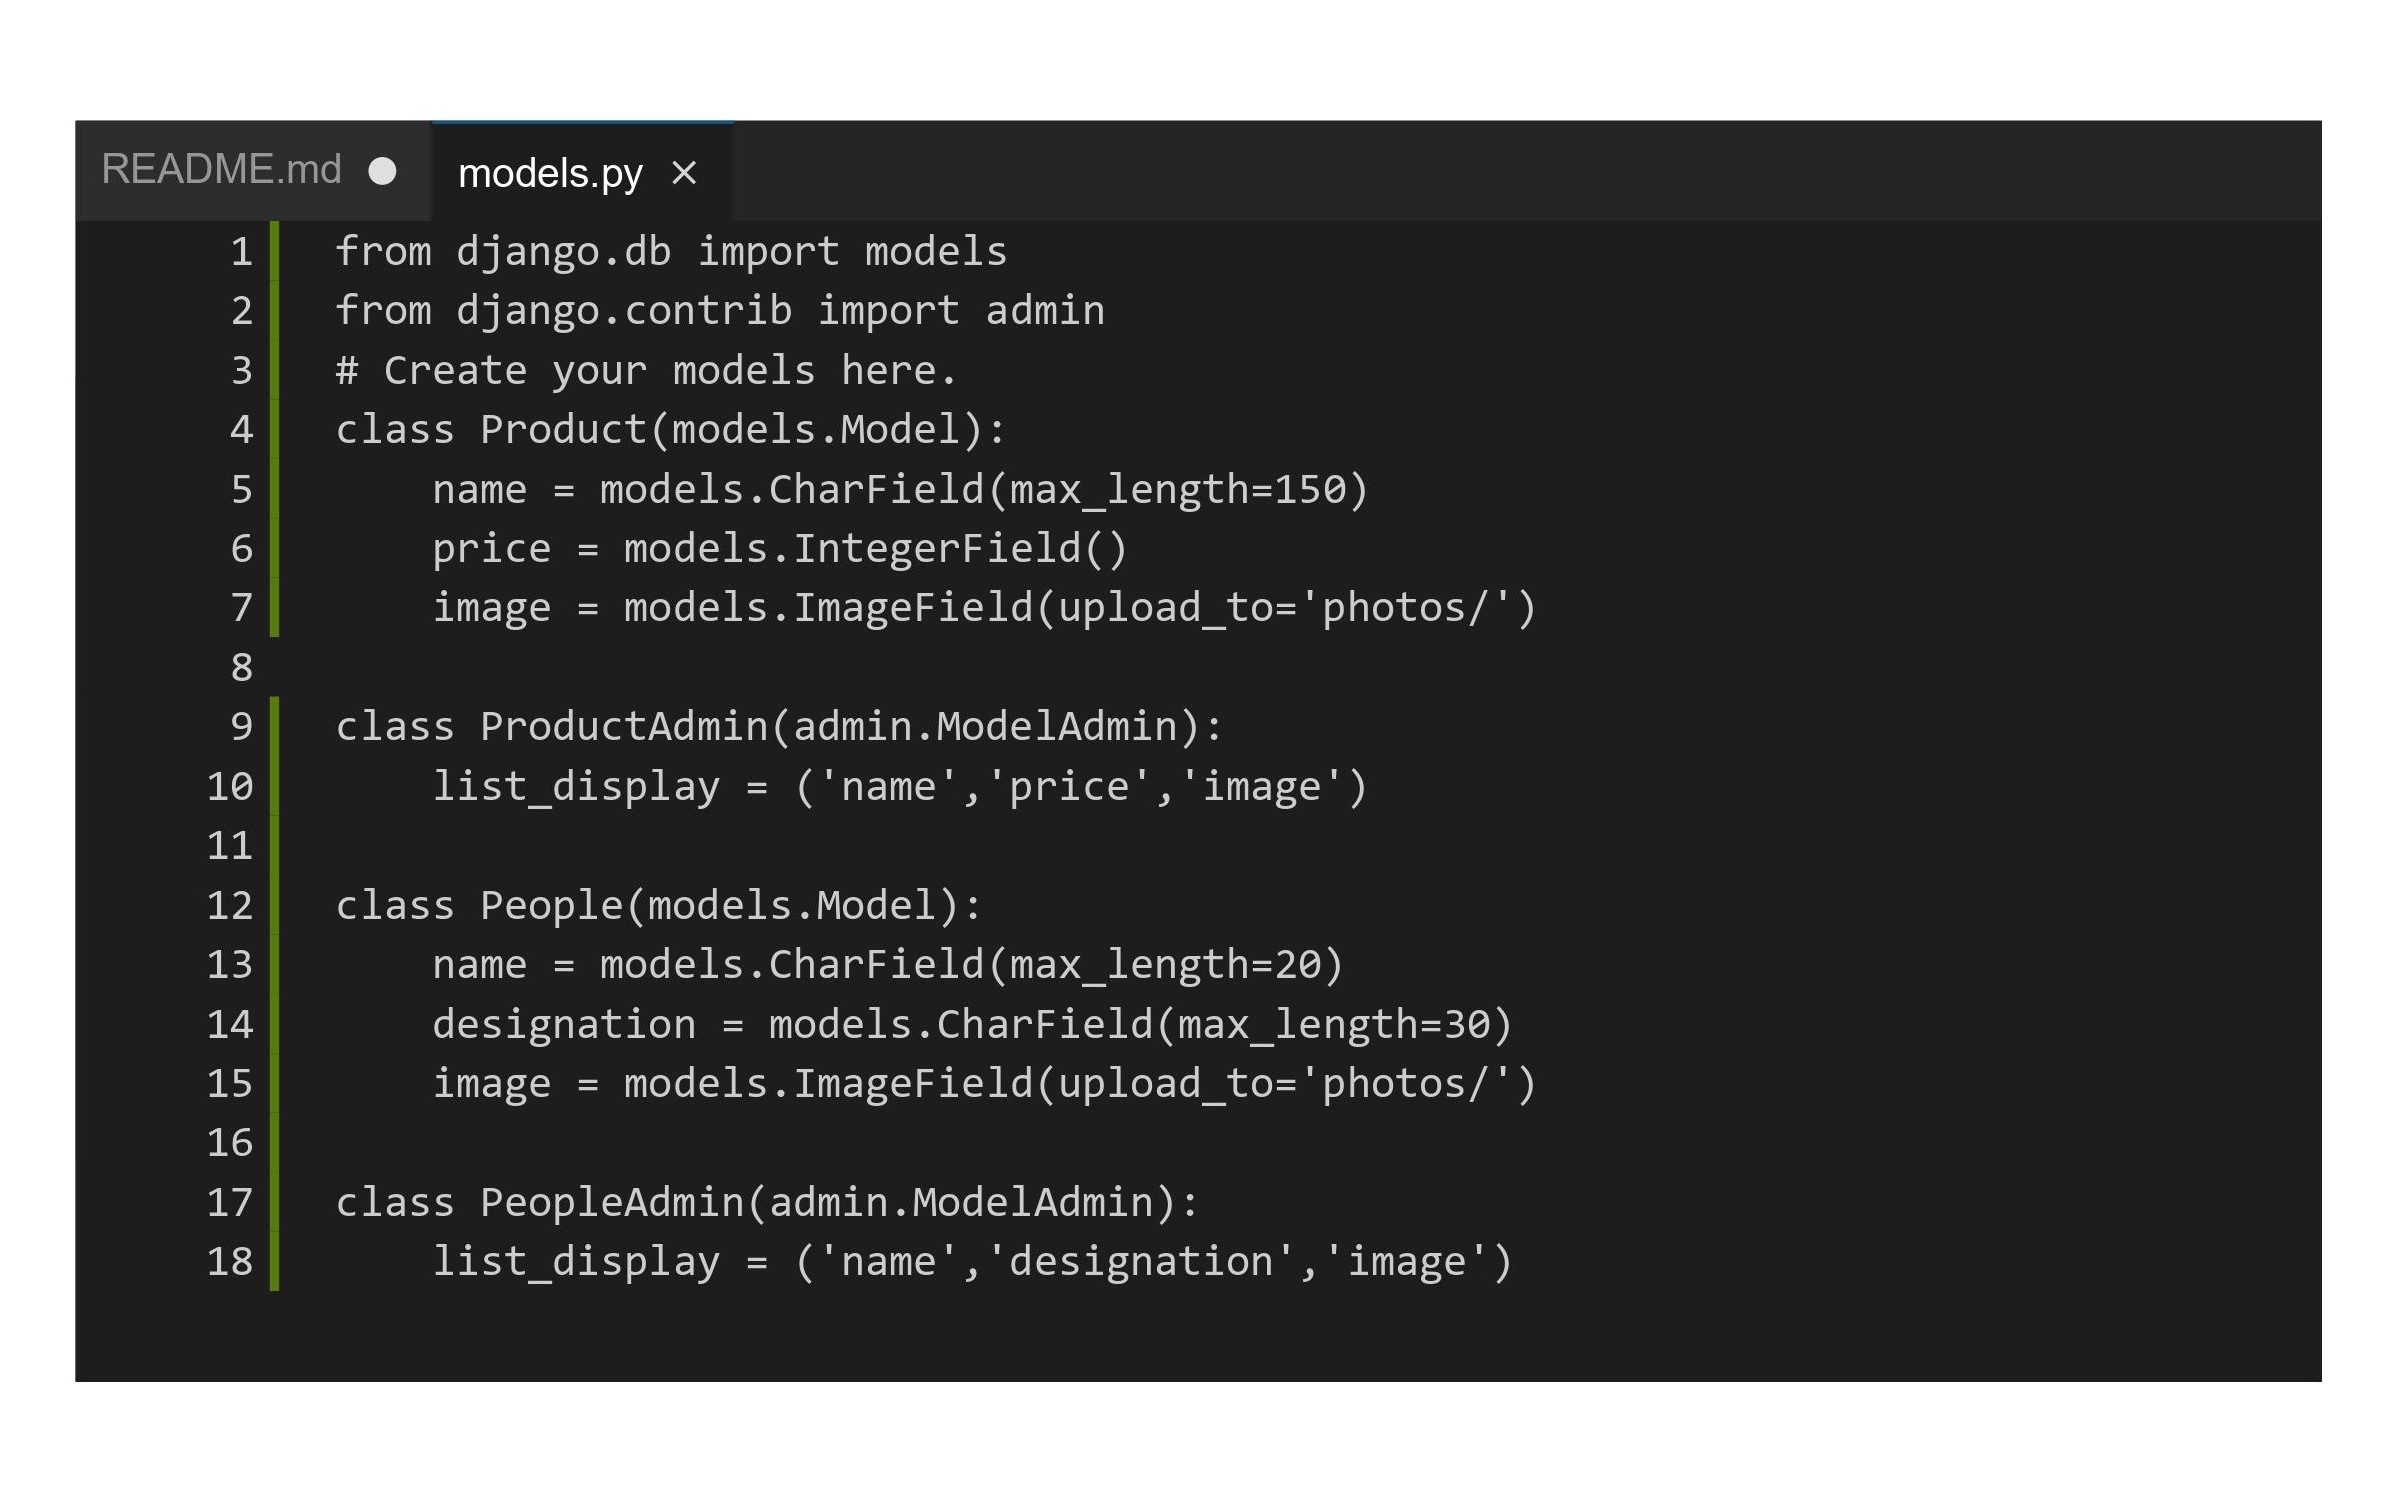 README.md
models.py
1 from django.db import models
2 from django.contrib import admin
3 # Create your models here.
4 class Product(models.Model):
5     name = models.CharField(max_length=150)
6     price = models.IntegerField()
7     image = models.ImageField(upload_to='photos/')
8
9 class ProductAdmin(admin.ModelAdmin):
10     list_display = ('name','price','image')
11
12 class People(models.Model):
13     name = models.CharField(max_length=20)
14     designation = models.CharField(max_length=30)
15     image = models.ImageField(upload_to='photos/')
16
17 class PeopleAdmin(admin.ModelAdmin):
18     list_display = ('name','designation','image')